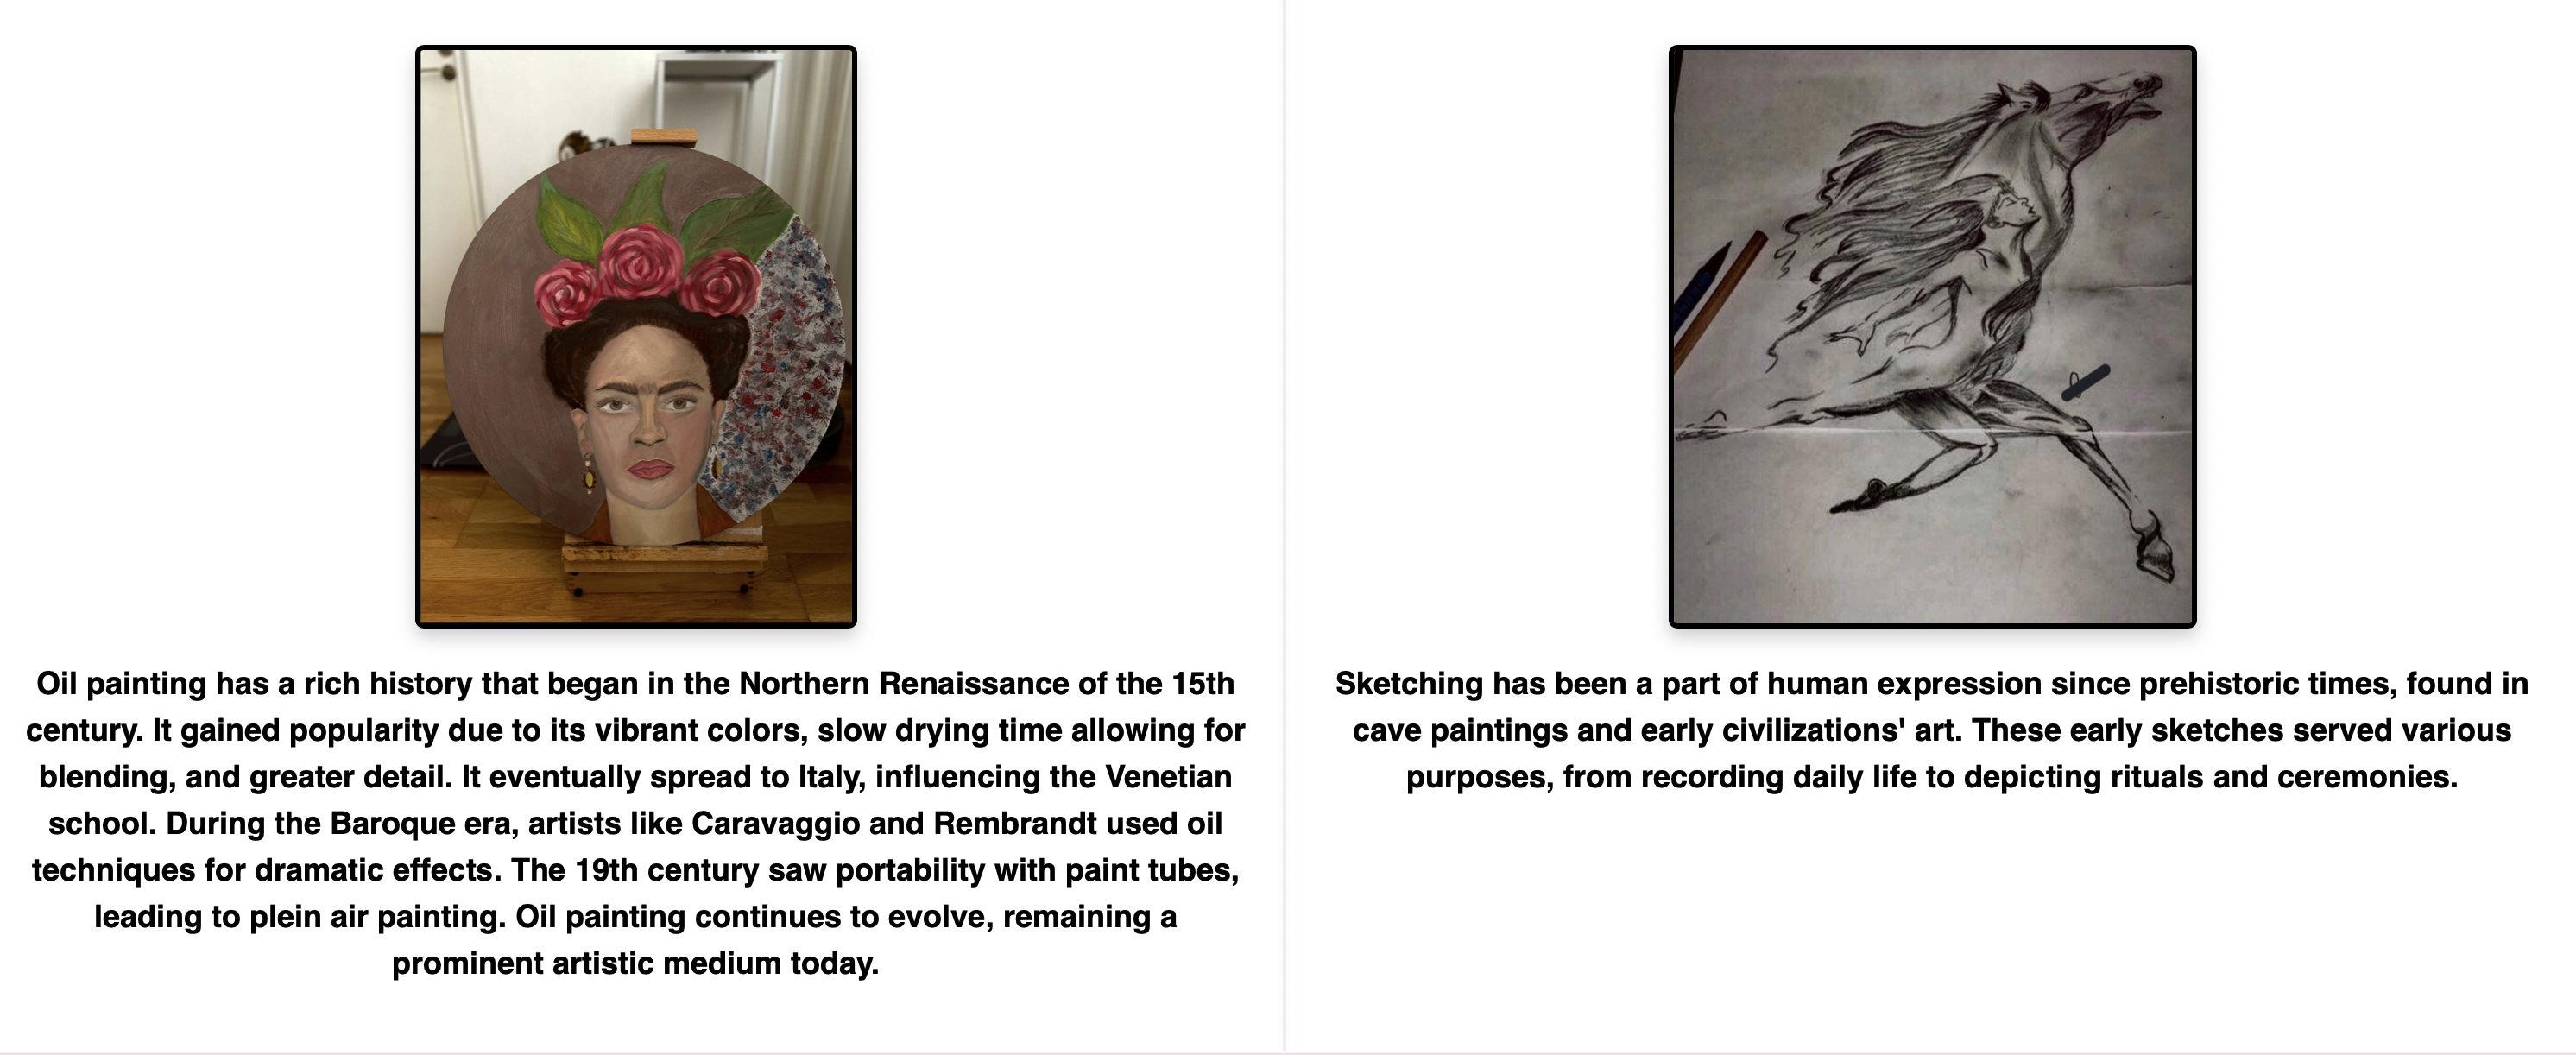 Oil painting has a rich history that began in the Northern Renaissance of the 15th
century. It gained popularity due to its vibrant colors, slow drying time allowing for
blending, and greater detail. It eventually spread to Italy, influencing the Venetian
school. During the Baroque era, artists like Caravaggio and Rembrandt used oil
techniques for dramatic effects. The 19th century saw portability with paint tubes,
leading to plein air painting. Oil painting continues to evolve, remaining a
prominent artistic medium today.
Sketching has been a part of human expression since prehistoric times, found in
cave paintings and early civilizations' art. These early sketches served various
purposes, from recording daily life to depicting rituals and ceremonies.